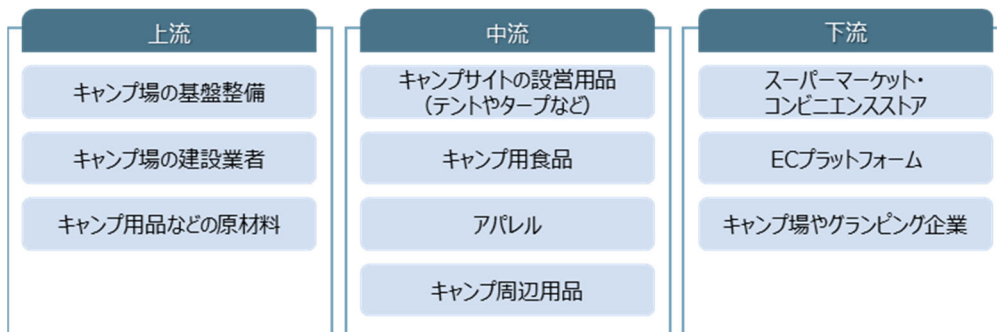 上流
キャンプ場の基盤整備
キャンプ場の建設業者
キャンプ用品などの原材料
中流
キャンプサイトの設営用品
（テントやタープなど）
キャンプ用食品
アパレル
キャンプ周辺用品
下流
スーパーマーケット・
コンビニエンスストア
ECプラットフォーム
キャンプ場やグランピング企業